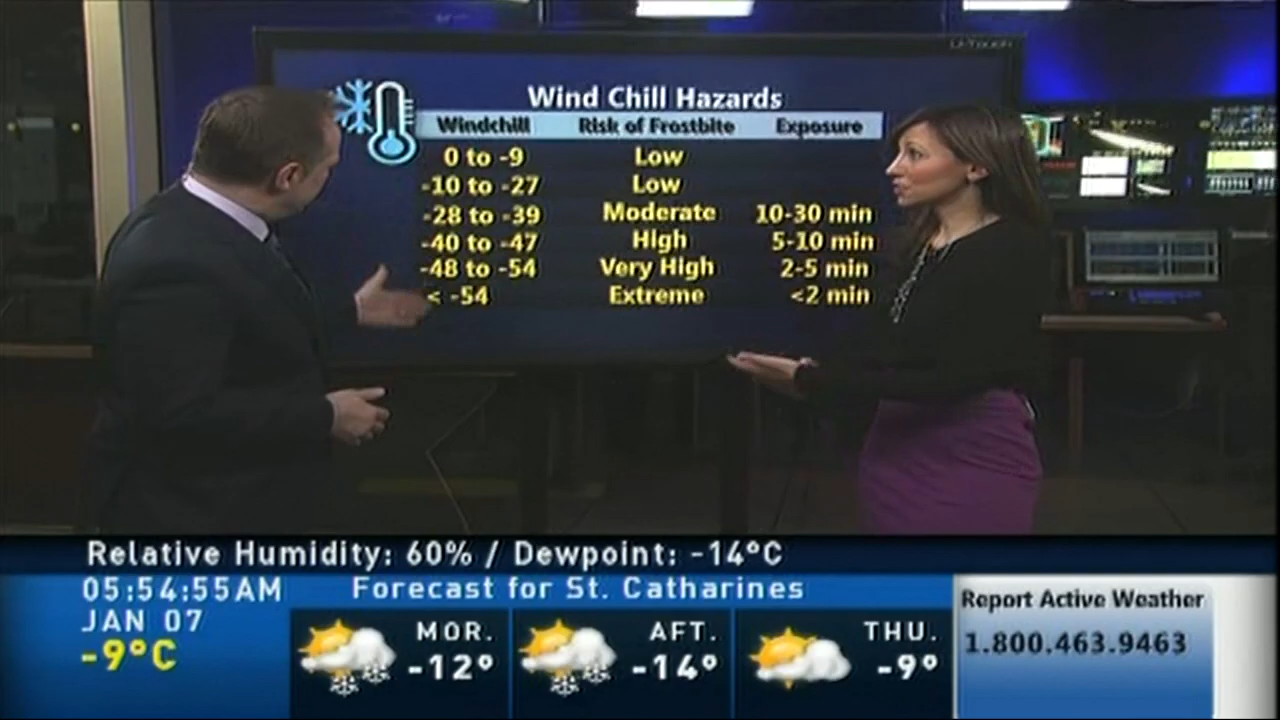 Wind Chill Hazards
Windchill Risk of Frostbite Exposure
0 to -9 Low
-10 to -27 Low
-28 to -39 Moderate 10-30 min
-40 to -47 High 5-10 min
-48 to -54 Very High 2-5 min
< -54 Extreme <2 min
Relative Humidity: 60% / Dewpoint: -14°C
05:54:55AM
JAN 07
-9°C
Forecast for St. Catharines
MOR.
-12°
AFT.
-14°
THU.
-9°
Report Active Weather
1.800.463.9463